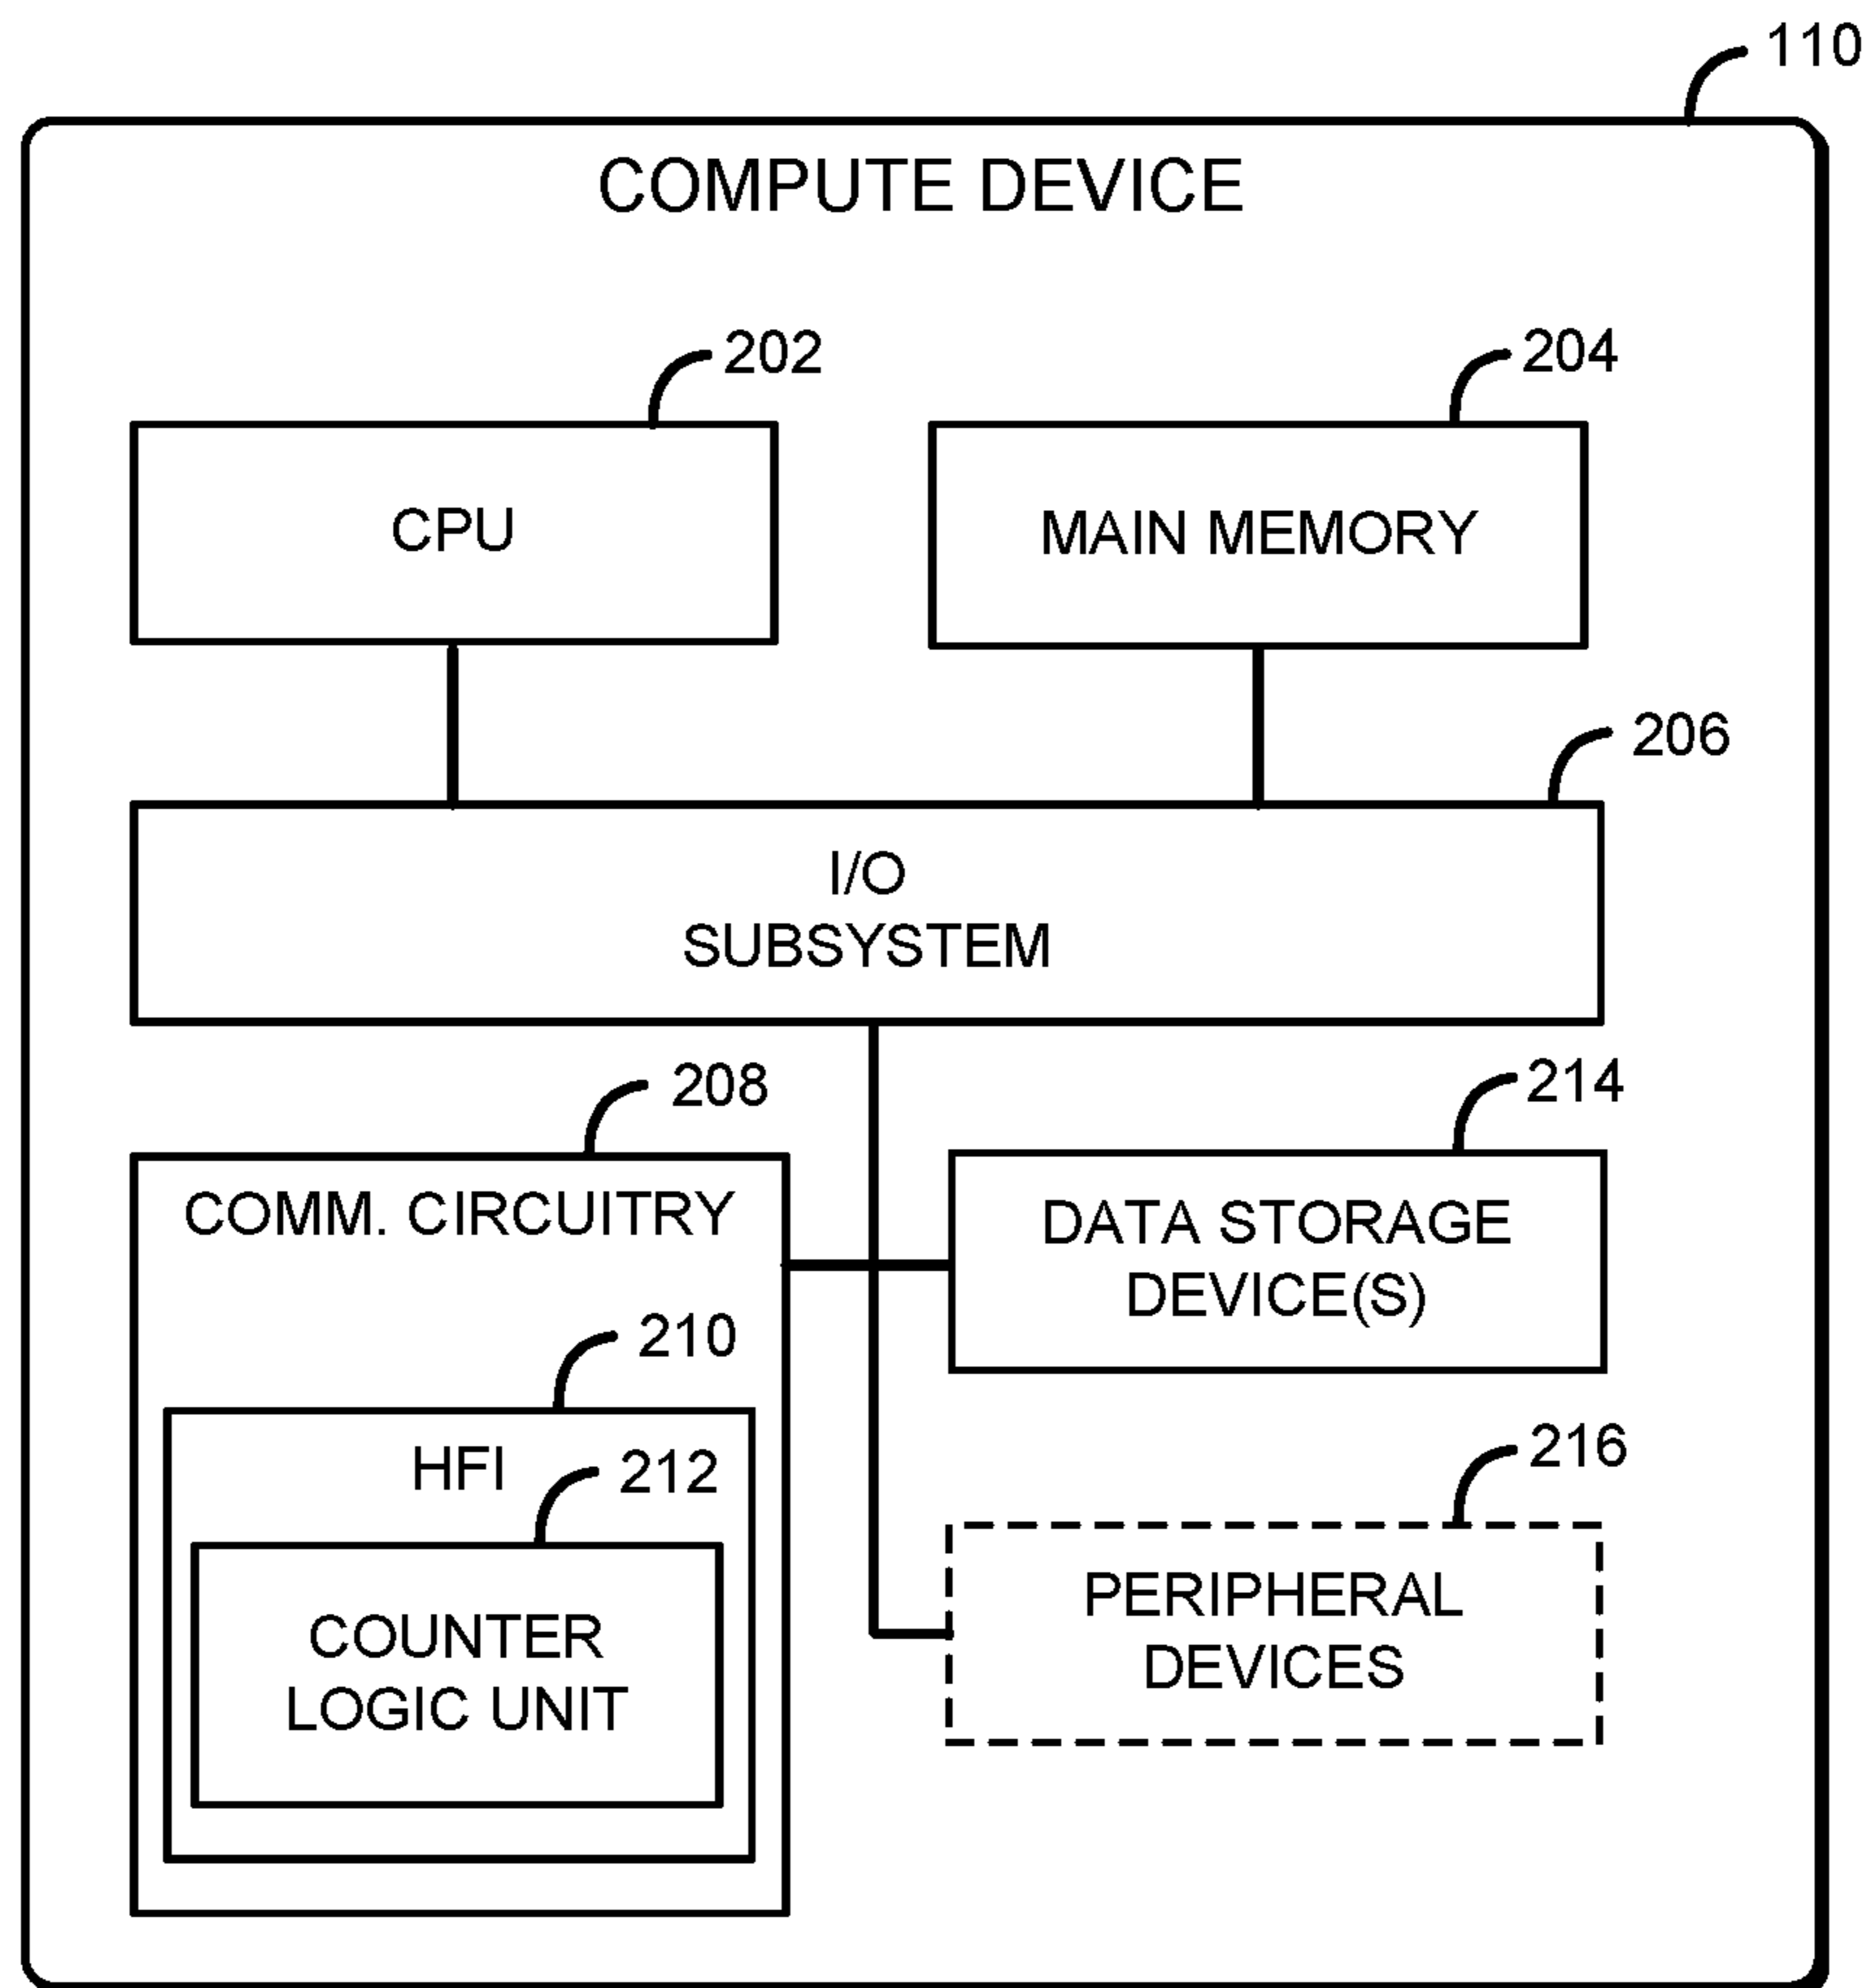 110
COMPUTE DEVICE
202
204
CPU
MAIN MEMORY
206
I/O
SUBSYSTEM
208
214
COMM. CIRCUITRY
DATA STORAGE
DEVICE(S)
210
HFI
212
216
COUNTER
LOGIC UNIT
PERIPHERAL
DEVICES